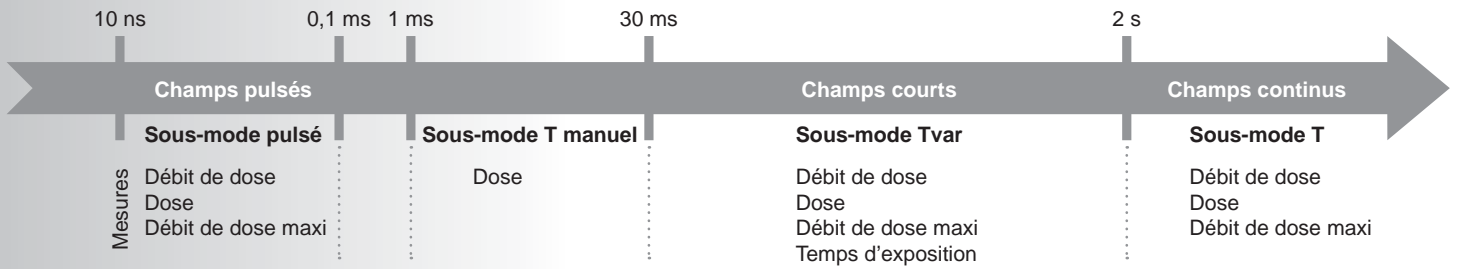 10 ns 0,1 ms 1 ms 30 ms 2 s
Champs pulsés Champs courts Champs continus
Sous-mode pulsé Sous-mode T manuel Sous-mode Tvar Sous-mode T
Mesures
Débit de dose Dose Débit de dose Débit de dose
Dose Dose Dose
Débit de dose maxi Débit de dose maxi Débit de dose maxi
Temps d’exposition